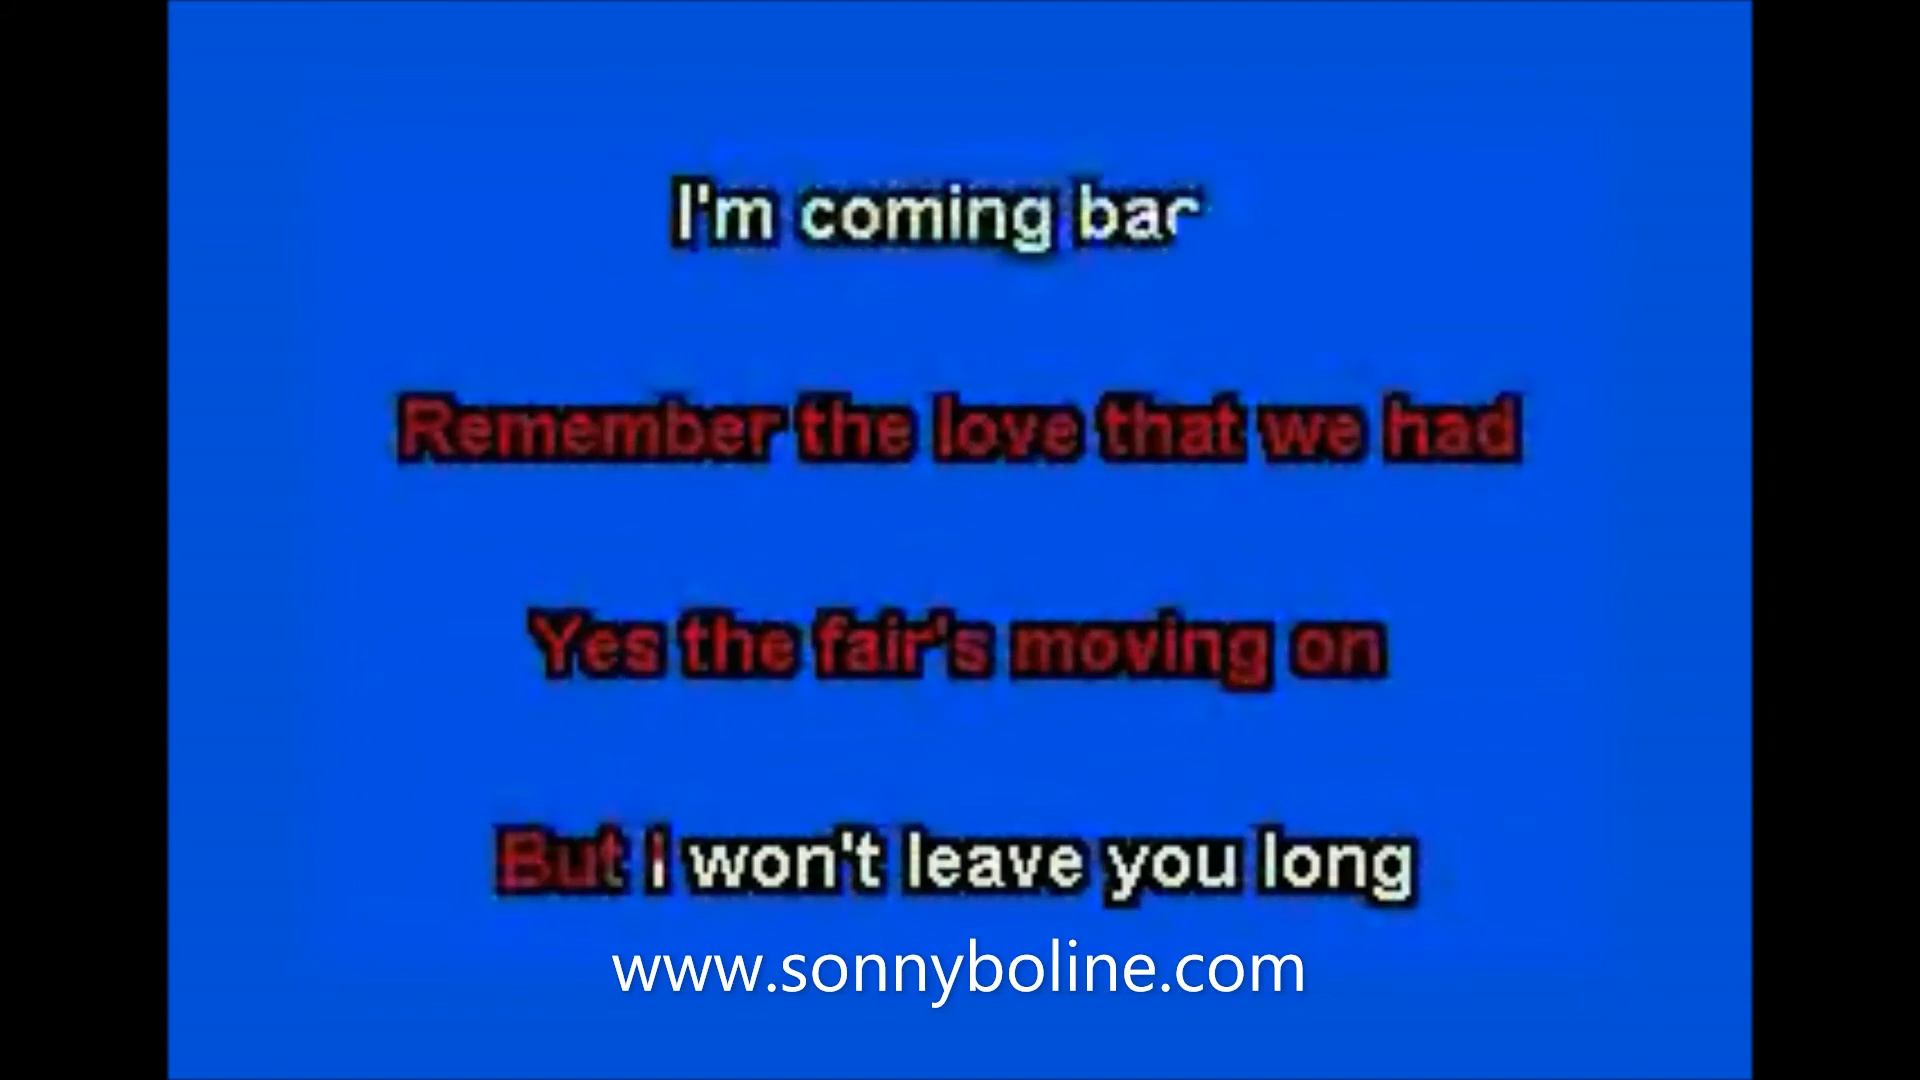 I'm coming bac
Remember the love that we had
Yes the fair's moving on
But I won't leave you long
www.sonnyboline.com